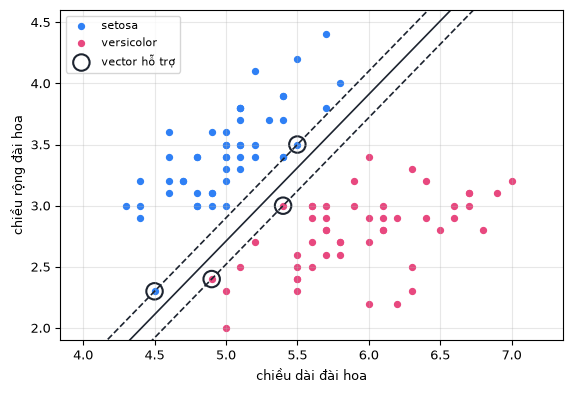 setosa
versicolor
vector hỗ trợ
chiều rộng đài hoa
4.5
4.0
3.5
3.0
2.5
2.0
4.0 4.5 5.0 5.5 6.0 6.5 7.0
chiều dài đài hoa